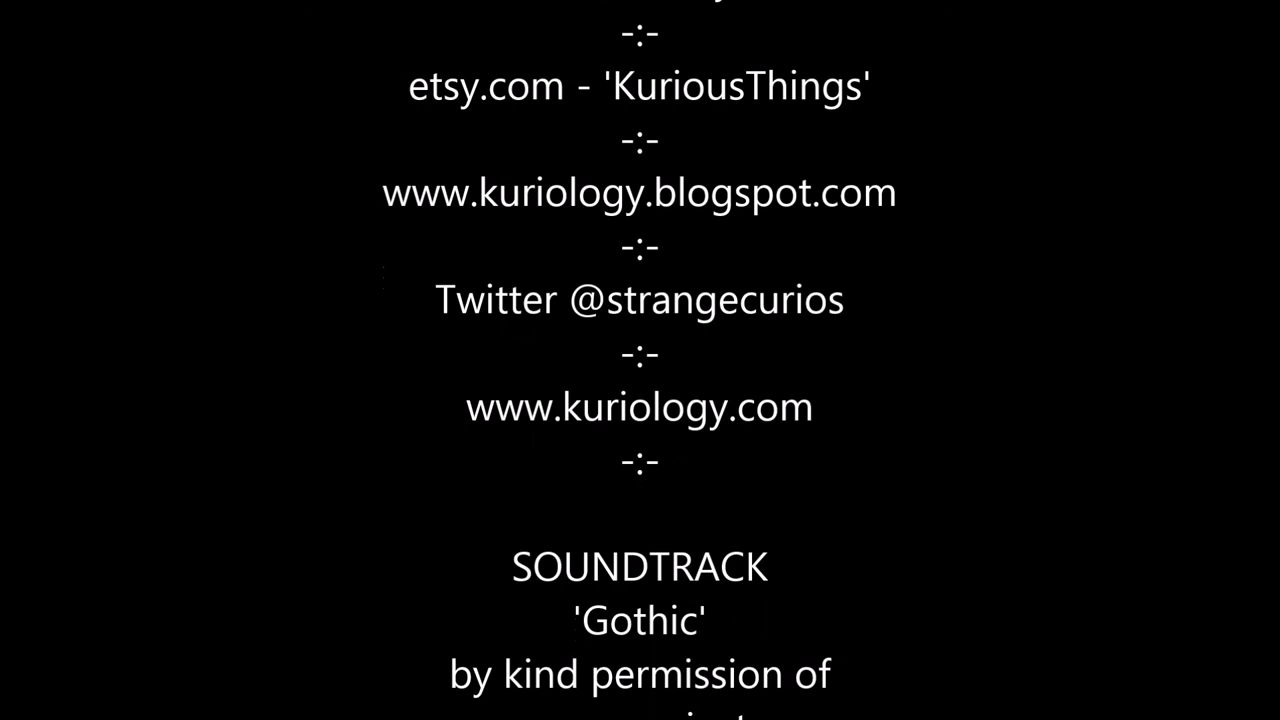 -:-
etsy.com - 'KuriousThings'
-:-
www.kuriology.blogspot.com
-:-
Twitter @strangecurios
-:-
www.kuriology.com
-:-
SOUNDTRACK
'Gothic'
by kind permission of